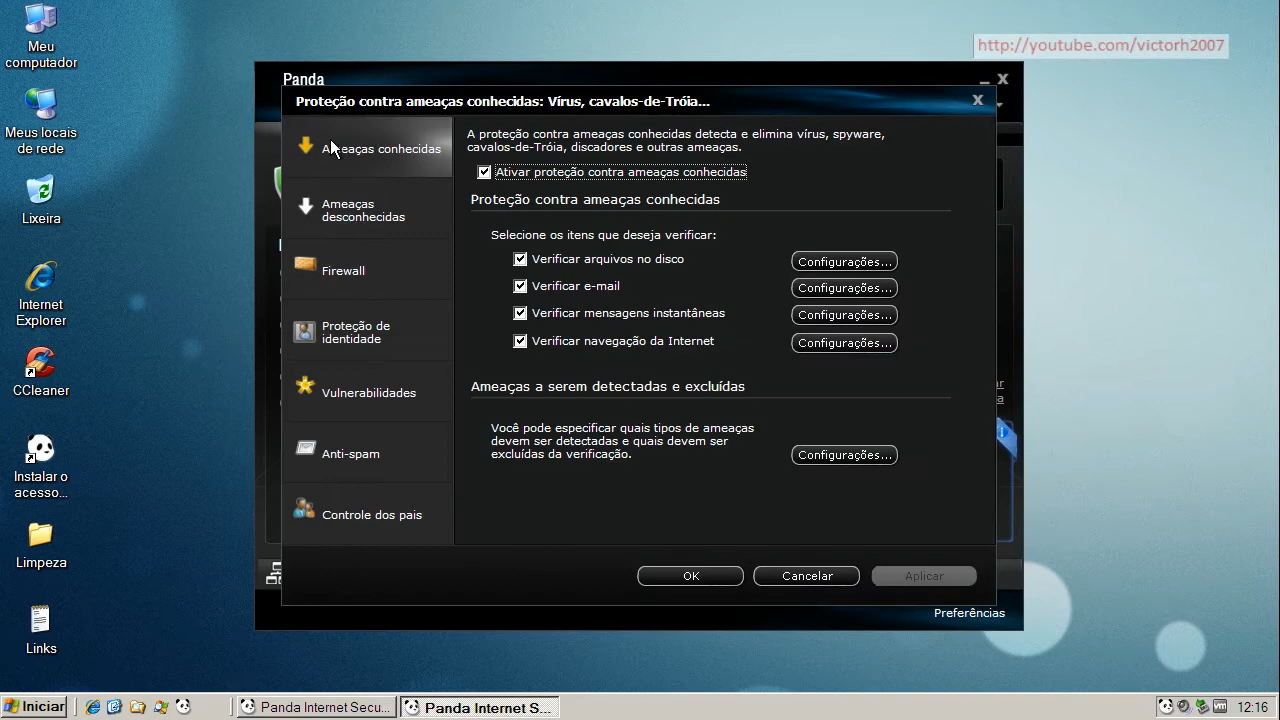 http://youtube.com/victorh2007
Meu
computador
Meus locais
de rede
Lixeira
Internet
Explorer
CCleaner
Instalar o
acesso...
Limpeza
Links
Panda
Proteção contra ameaças conhecidas: Vírus, cavalos-de-Tróia...
Ameaças conhecidas
Ameaças
desconhecidas
Firewall
Proteção de
identidade
Vulnerabilidades
Anti-spam
Controle dos pais
A proteção contra ameaças conhecidas detecta e elimina vírus, spyware,
cavalos-de-Tróia, discadores e outras ameaças.
Ativar proteção contra ameaças conhecidas
Proteção contra ameaças conhecidas
Selecione os itens que deseja verificar:
Verificar arquivos no disco Configurações...
Verificar e-mail Configurações...
Verificar mensagens instantâneas Configurações...
Verificar navegação da Internet Configurações...
Ameaças a serem detectadas e excluídas
Você pode especificar quais tipos de ameaças
devem ser detectadas e quais devem ser
excluídas da verificação.
Configurações...
OK Cancelar Aplicar
Preferências
Iniciar Panda Internet Secu... Panda Internet S... 12:16